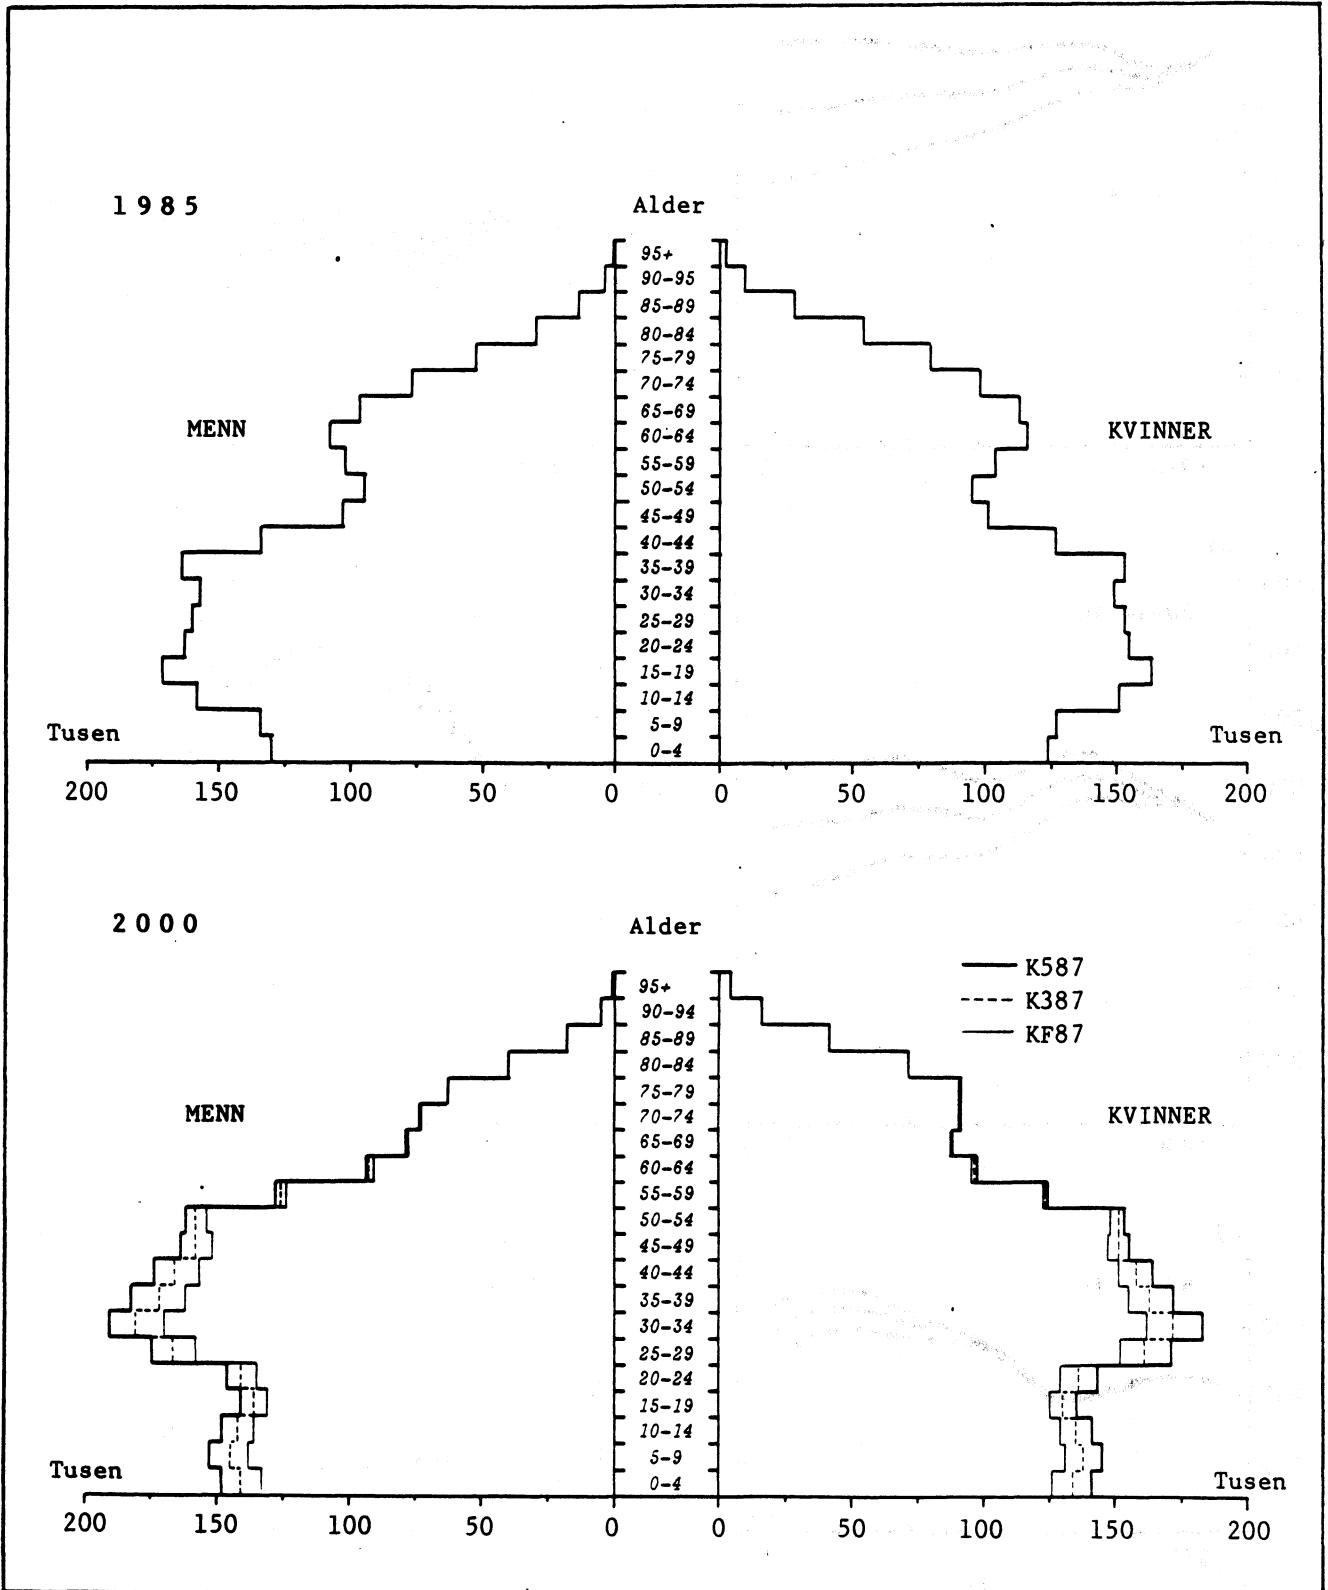 1985
Alder
95+
90-95
85-89
80-84
75-79
70-74
65-69
MENN
60-64
KVINNER
55-59
50-54
45-49
40-44
35-39
30-34
25-29
20-24
15-19
10-14
5-9
Tusen
Tusen
0-4
200 150 100 50 0 0 50 100 150 200
2000
Alder
K587
95+
K387
90-94
KF87
85-89
80-84
75-79
MENN
70-74
KVINNER
65-69
60-64
55-59
50-54
45-49
40-44
35-39
30-34
25-29
20-24
15-19
10-14
5-9
Tusen
0-4
Tusen
200 150 100 50 0 0 50 100 150 200